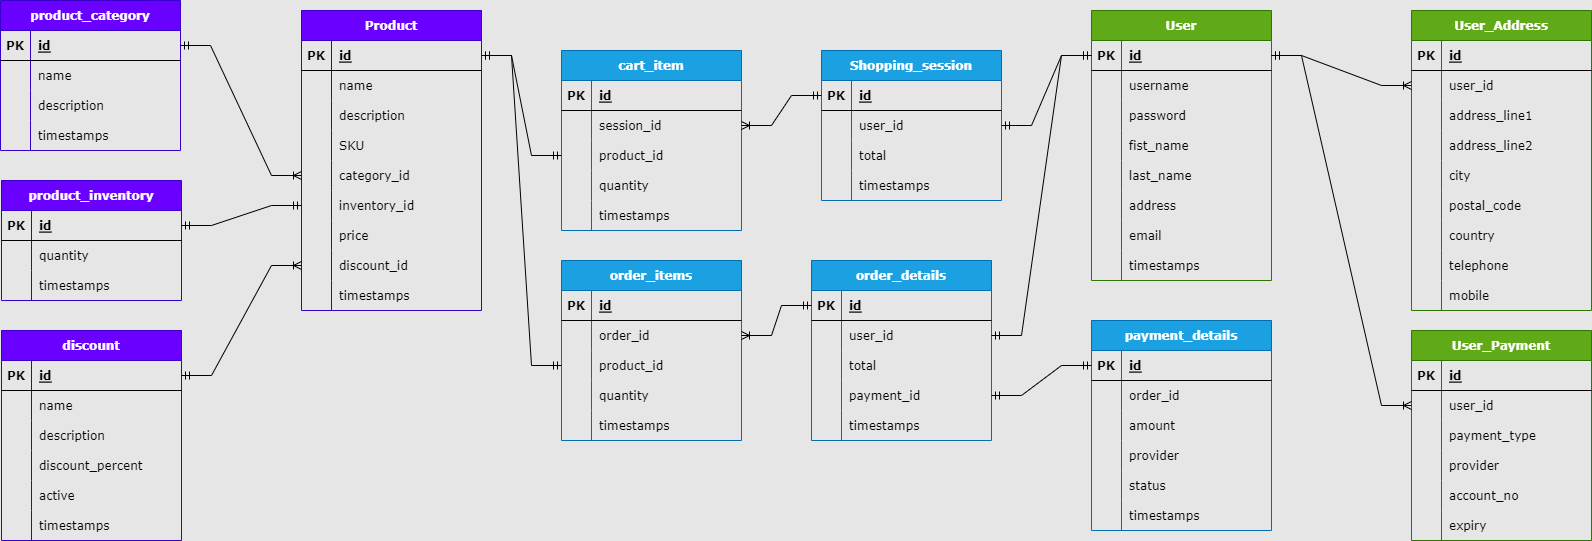 product_category
PK id
name
description
timestamps
product_inventory
PK id
quantity
timestamps
discount
PK id
name
description
discount_percent
active
timestamps
Product
PK id
name
description
SKU
category_id
inventory_id
price
discount_id
timestamps
cart_item
PK id
session_id
product_id
quantity
timestamps
order_items
PK id
order_id
product_id
quantity
timestamps
Shopping_session
PK id
user_id
total
timestamps
order_details
PK id
user_id
total
payment_id
timestamps
User
PK id
username
password
fist_name
last_name
address
email
timestamps
payment_details
PK id
order_id
amount
provider
status
timestamps
User_Address
PK id
user_id
address_line1
address_line2
city
postal_code
country
telephone
mobile
User_Payment
PK id
user_id
payment_type
provider
account_no
expiry